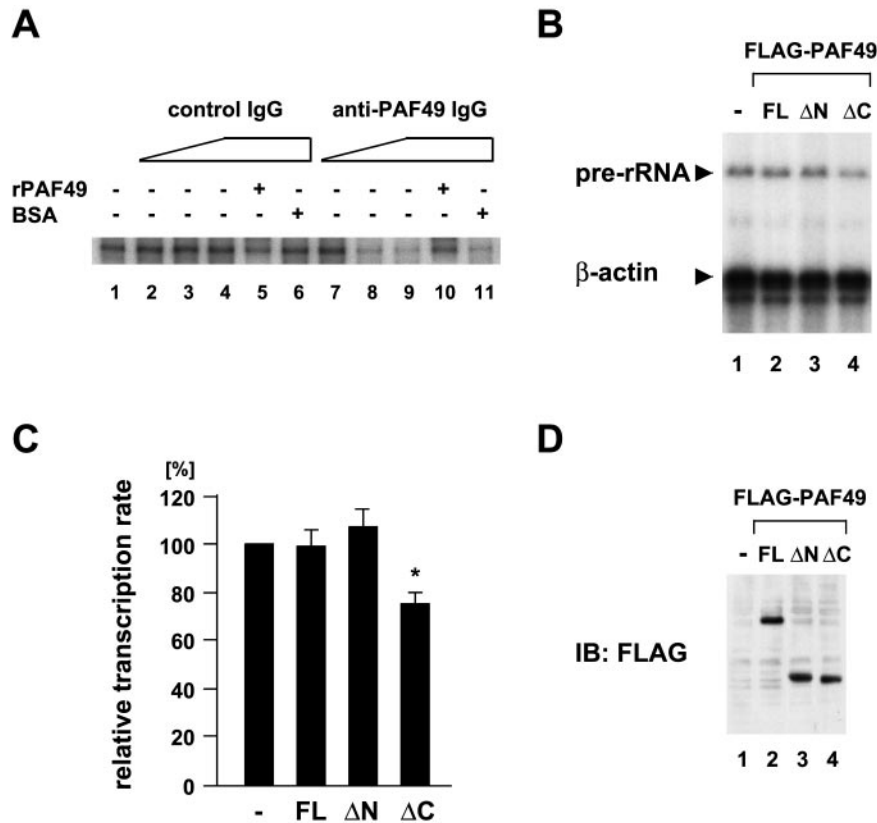 A
control IgG anti-PAF49 IgG
rPAF49 - - - - + - - - - + -
BSA - - - - - + - - - - +
1 2 3 4 5 6 7 8 9 10 11
B
FLAG-PAF49
- FL ΔN ΔC
pre-rRNA
β-actin
1 2 3 4
C
[%]
relative transcription rate
120
100
80
60
40
20
0
*
- FL ΔN ΔC
D
FLAG-PAF49
- FL ΔN ΔC
IB: FLAG
1 2 3 4